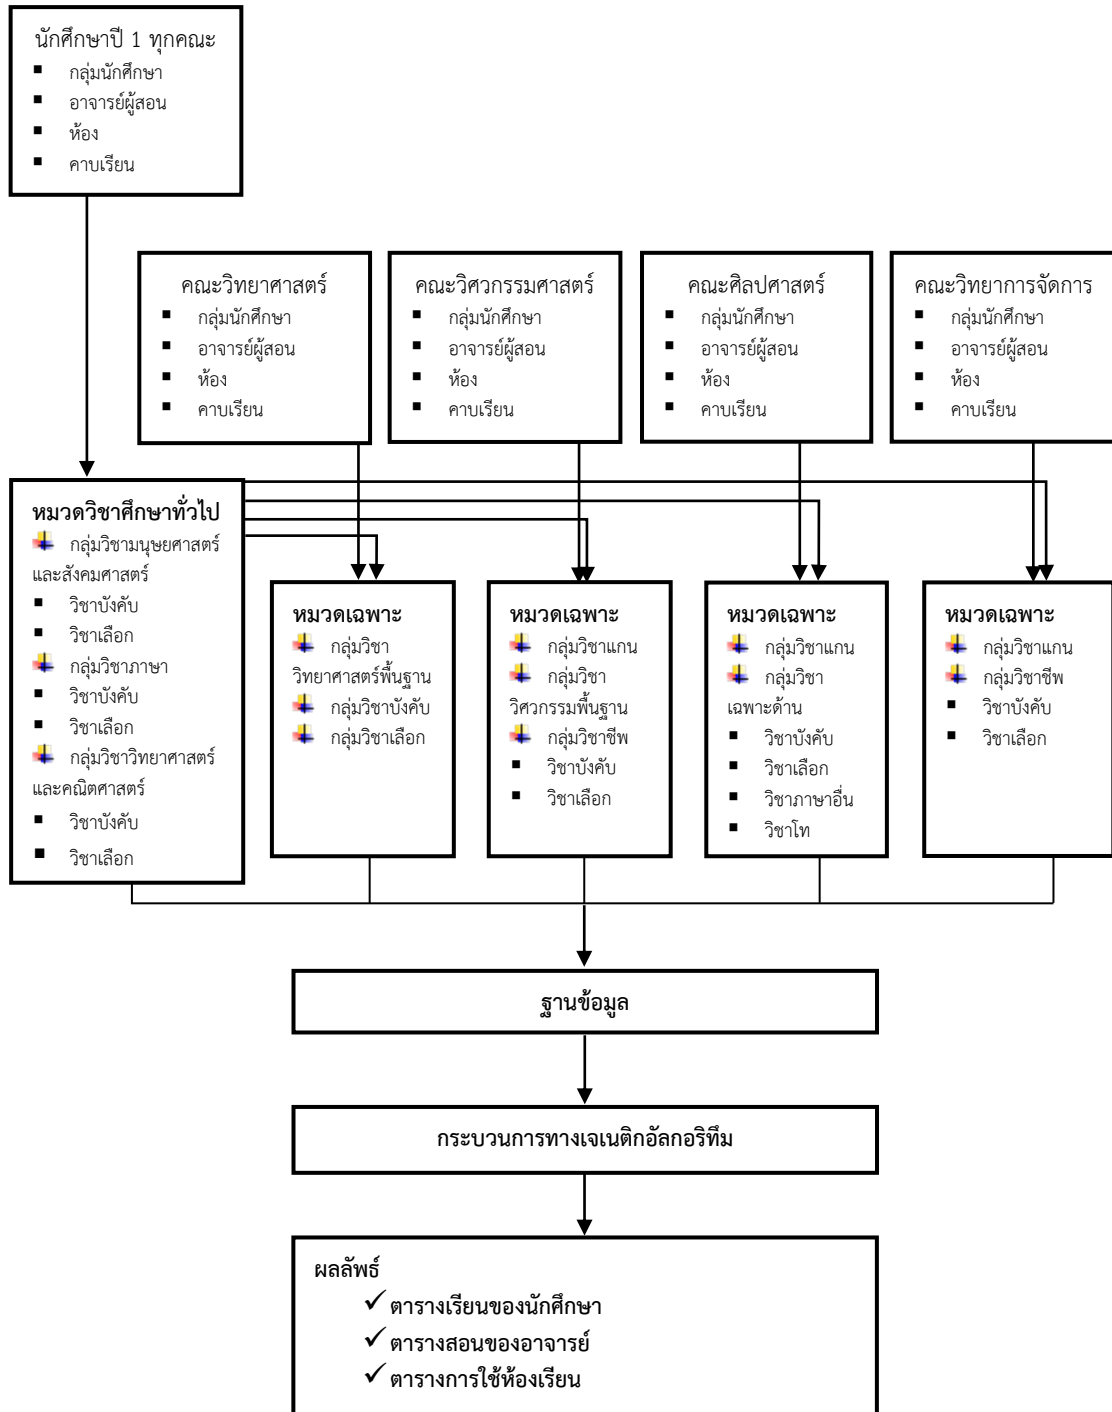 นักศึกษาปี 1 ทุกคณะ
กลุ่มนักศึกษา
อาจารย์ผู้สอน
ห้อง
คาบเรียน
คณะวิทยาศาสตร์
กลุ่มนักศึกษา
อาจารย์ผู้สอน
ห้อง
คาบเรียน
คณะวิศวกรรมศาสตร์
กลุ่มนักศึกษา
อาจารย์ผู้สอน
ห้อง
คาบเรียน
คณะศิลปศาสตร์
กลุ่มนักศึกษา
อาจารย์ผู้สอน
ห้อง
คาบเรียน
คณะวิทยาการจัดการ
กลุ่มนักศึกษา
อาจารย์ผู้สอน
ห้อง
คาบเรียน
หมวดวิชาศึกษาทั่วไป
กลุ่มวิชามนุษยศาสตร์
และสังคมศาสตร์
วิชาบังคับ
วิชาเลือก
กลุ่มวิชาภาษา
วิชาบังคับ
วิชาเลือก
กลุ่มวิชาวิทยาศาสตร์
และคณิตศาสตร์
วิชาบังคับ
วิชาเลือก
หมวดเฉพาะ
กลุ่มวิชา
วิทยาศาสตร์พื้นฐาน
กลุ่มวิชาบังคับ
กลุ่มวิชาเลือก
หมวดเฉพาะ
กลุ่มวิชาแกน
กลุ่มวิชา
วิศวกรรมพื้นฐาน
กลุ่มวิชาชีพ
วิชาบังคับ
วิชาเลือก
หมวดเฉพาะ
กลุ่มวิชาแกน
กลุ่มวิชา
เฉพาะด้าน
วิชาบังคับ
วิชาเลือก
วิชาภาษาอื่น
วิชาโท
หมวดเฉพาะ
กลุ่มวิชาแกน
กลุ่มวิชาชีพ
วิชาบังคับ
วิชาเลือก
ฐานข้อมูล
กระบวนการทางเจเนติกอัลกอริทึม
ผลลัพธ์
ตารางเรียนของนักศึกษา
ตารางสอนของอาจารย์
ตารางการใช้ห้องเรียน